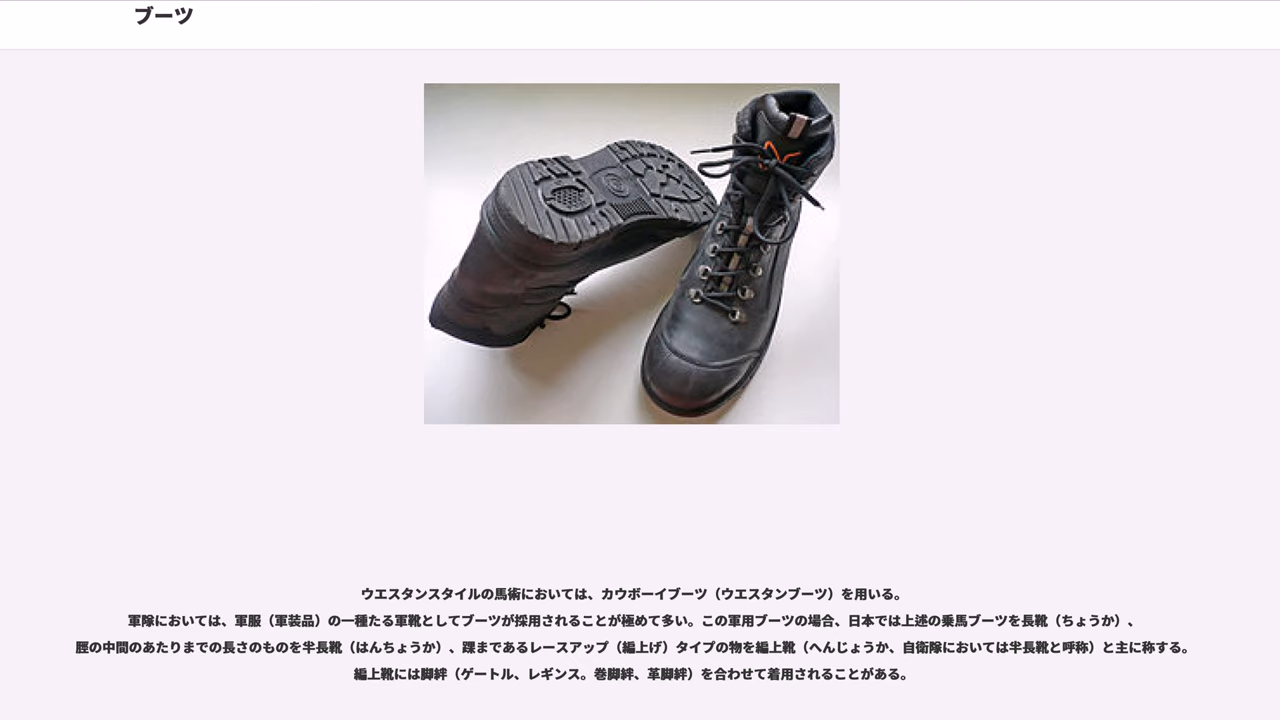 ブーツ
ウエスタンスタイルの馬術においては、カウボーイブーツ（ウエスタンブーツ）を用いる。
軍隊においては、軍服（軍装品）の一種たる軍靴としてブーツが採用されることが極めて多い。この軍用ブーツの場合、日本では上述の乗馬ブーツを長靴（ちょうか）、
脛の中間のあたりまでの長さのものを半長靴（はんちょうか）、踝まであるレースアップ（編上げ）タイプの物を編上靴（へんじょうか、自衛隊においては半長靴と呼称）と主に称する。
編上靴には脚絆（ゲートル、レギンス。巻脚絆、革脚絆）を合わせて着用されることがある。